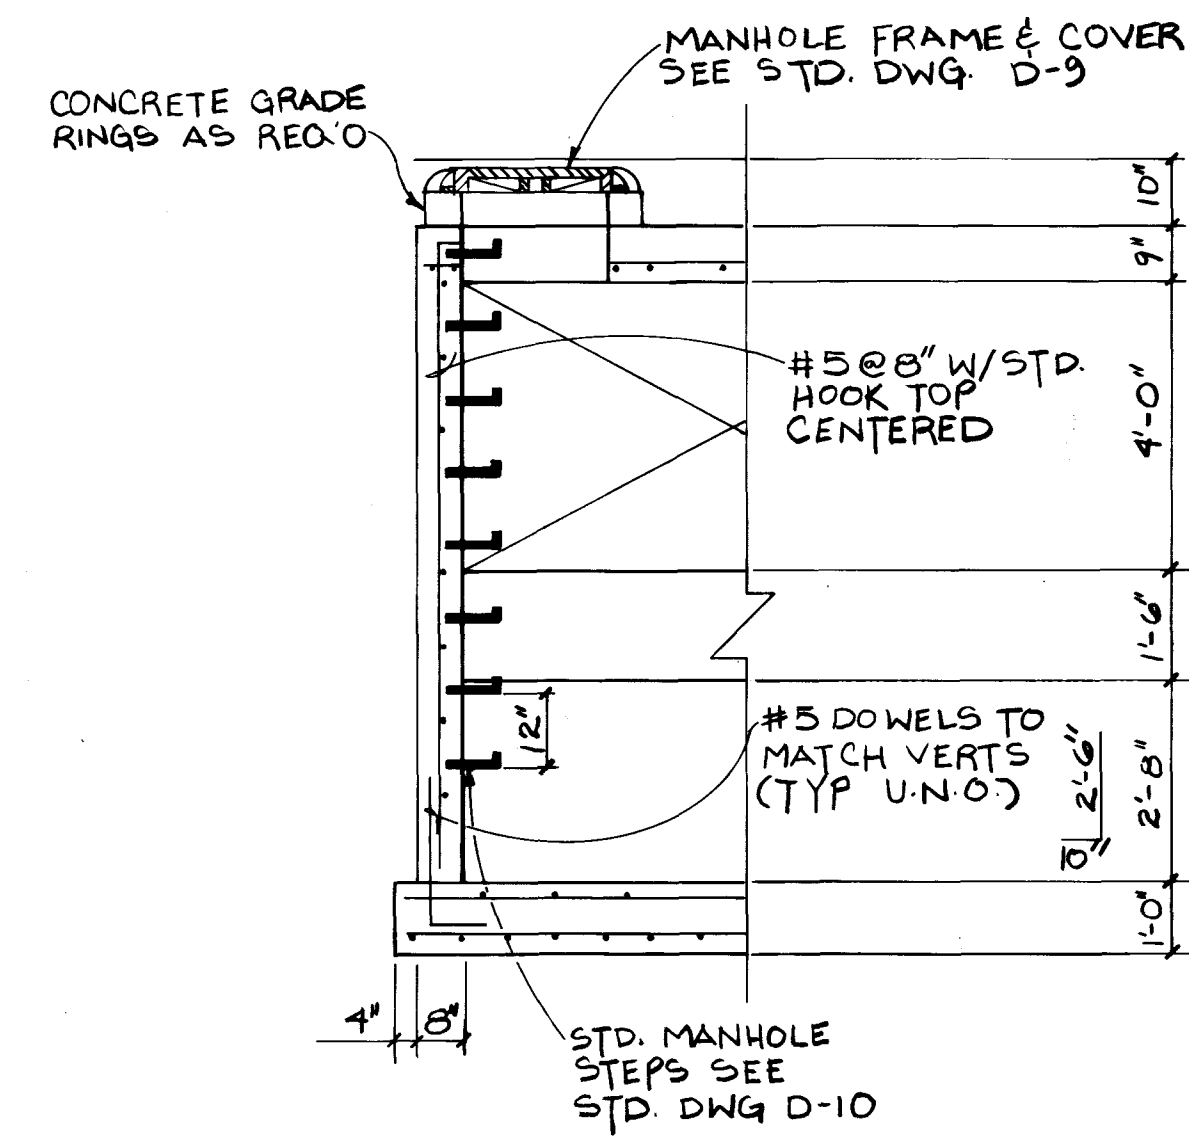 MANHOLE FRAME & COVER
SEE STD. DWG. D-9
CONCRETE GRADE
RINGS AS REQ'D
10"
9"
#5@8" W/STD.
HOOK TOP
CENTERED
4'-0"
1'-6"
12"
#5 DOWELS TO
MATCH VERTS
(TYP U.N.O.)
2'-6"
10"
2'-8"
1'-0"
4"
8"
STD. MANHOLE
STEPS SEE
STD. DWG D-10